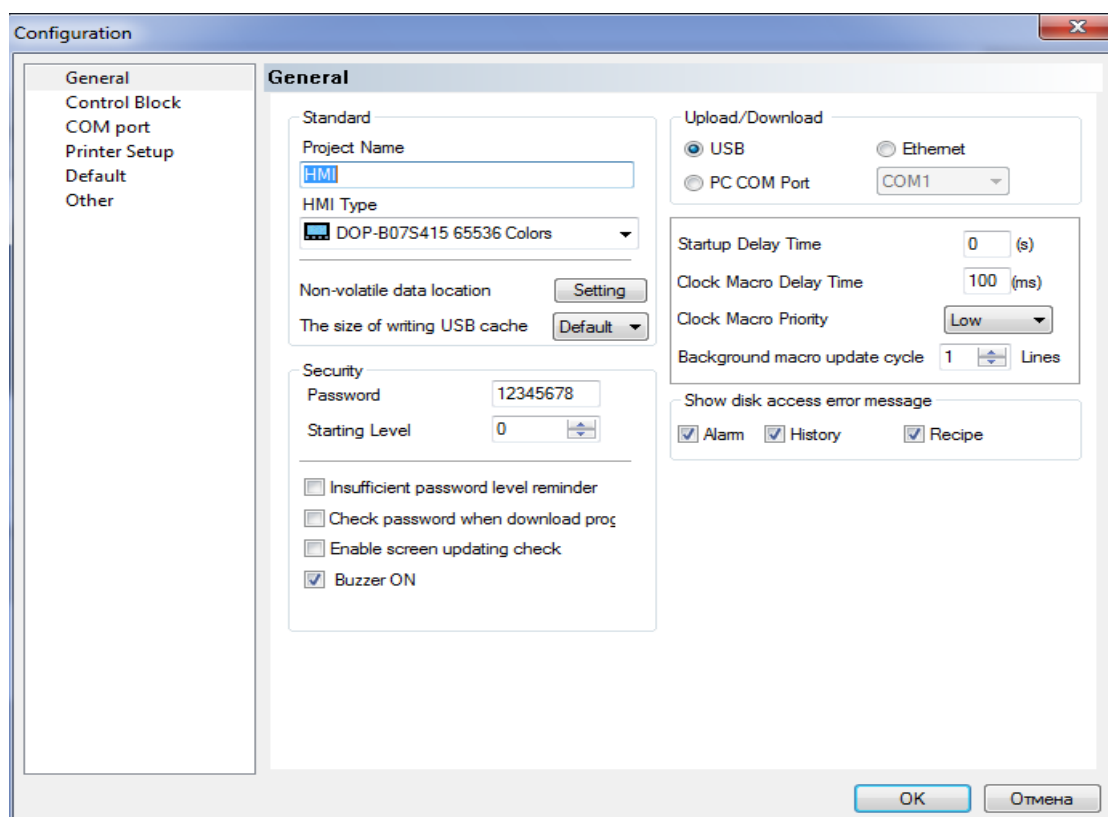 Configuration
General
Control Block
COM port
Printer Setup
Default
Other
General
Standard
Project Name
HMI
HMI Type
DOP-B07S415 65536 Colors
Non-volatile data location Setting
The size of writing USB cache Default
Security
Password 12345678
Starting Level 0
Insufficient password level reminder
Check password when download prog
Enable screen updating check
Buzzer ON
Upload/Download
USB Ethernet
PC COM Port COM1
Startup Delay Time 0 (s)
Clock Macro Delay Time 100 (ms)
Clock Macro Priority Low
Background macro update cycle 1 Lines
Show disk access error message
Alarm History Recipe
OK Отмена